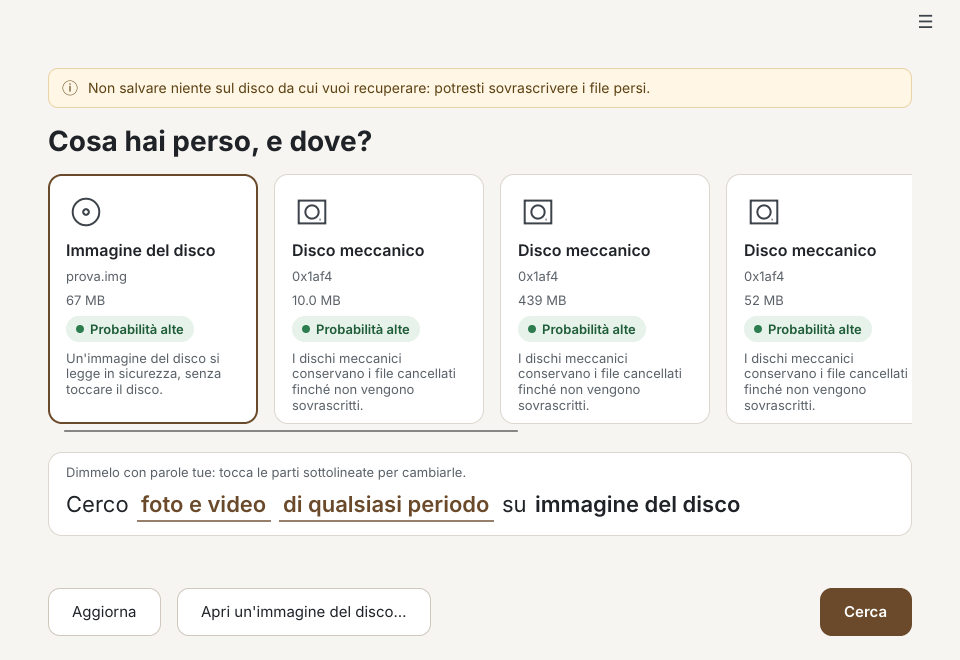 Non salvare niente sul disco da cui vuoi recuperare: potresti sovrascrivere i file persi.
Cosa hai perso, e dove?
Immagine del disco
prova.img
67 MB
Probabilità alte
Un'immagine del disco si
legge in sicurezza, senza
toccare il disco.
Disco meccanico
0x1af4
10.0 MB
Probabilità alte
I dischi meccanici
conservano i file cancellati
finché non vengono
sovrascritti.
Disco meccanico
0x1af4
439 MB
Probabilità alte
I dischi meccanici
conservano i file cancellati
finché non vengono
sovrascritti.
Disco meccanico
0x1af4
52 MB
Probabilità alte
I dischi meccanici
conservano i file cancellati
finché non vengono
sovrascritti.
Dimmelo con parole tue: tocca le parti sottolineate per cambiarle.
Cerco foto e video di qualsiasi periodo su immagine del disco
Aggiorna
Apri un'immagine del disco...
Cerca